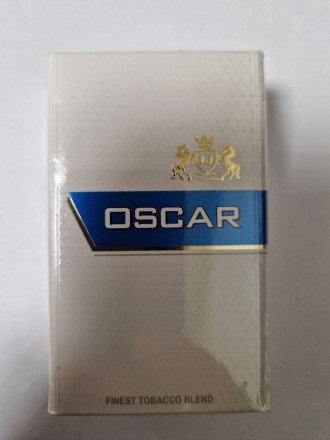 OSCAR
FINEST TOBACCO BLEND